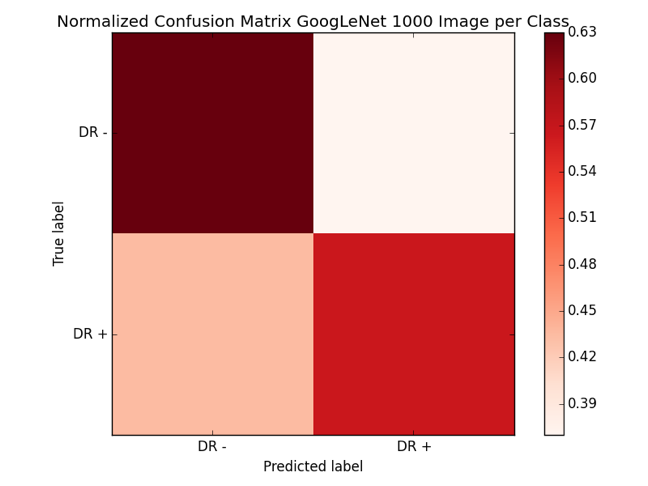 Normalized Confusion Matrix GoogLeNet 1000 Image per Class
0.63
0.60
0.57
0.54
0.51
0.48
0.45
0.42
0.39
True label
DR -
DR +
DR -
DR +
Predicted label